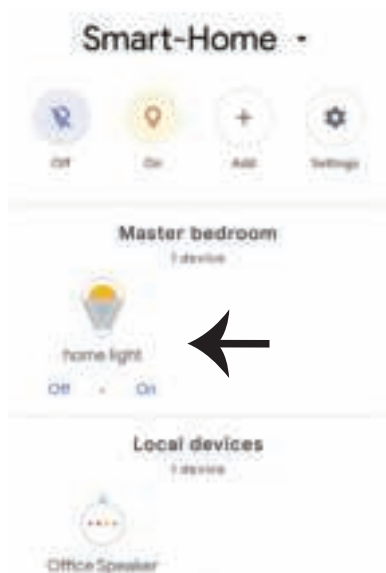 Smart-Home
Off On Add Settings
Master bedroom
1 device
home light
Off - On
Local devices
1 device
Office Speaker